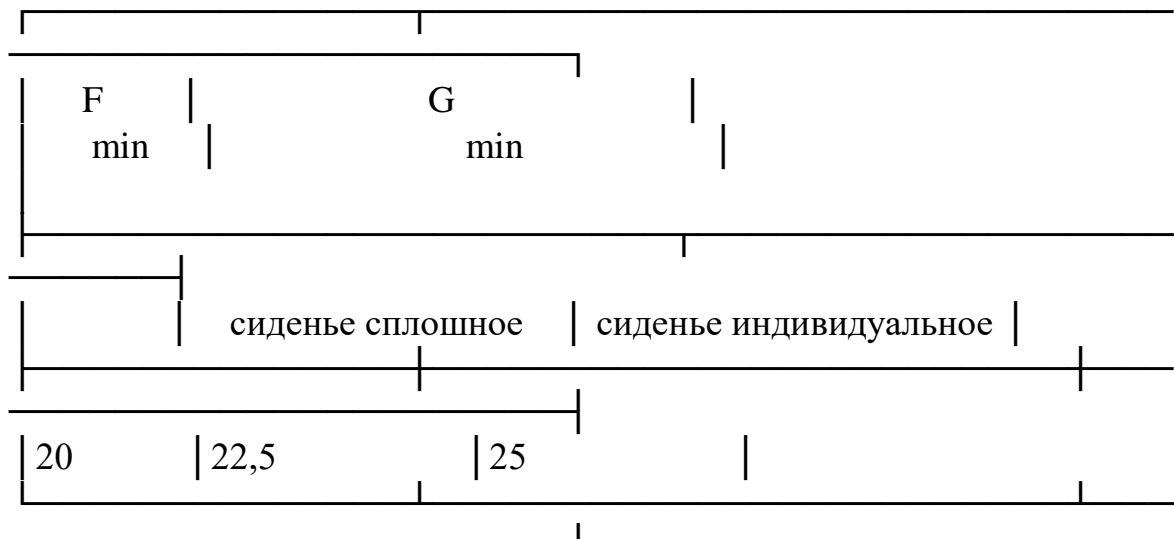 F G
min min
сиденье сплошное сиденье индивидуальное
20 22,5 25